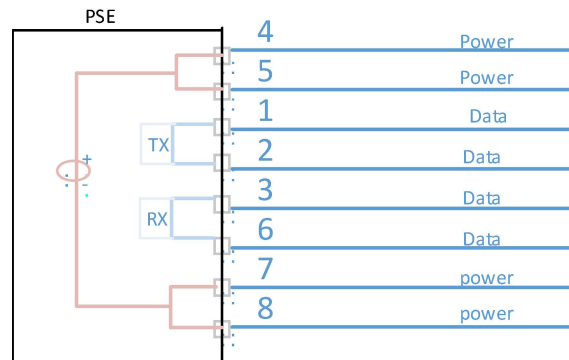 PSE
4 Power
5 Power
1 Data
TX
2 Data
+
-
3 Data
RX
6 Data
7 power
8 power